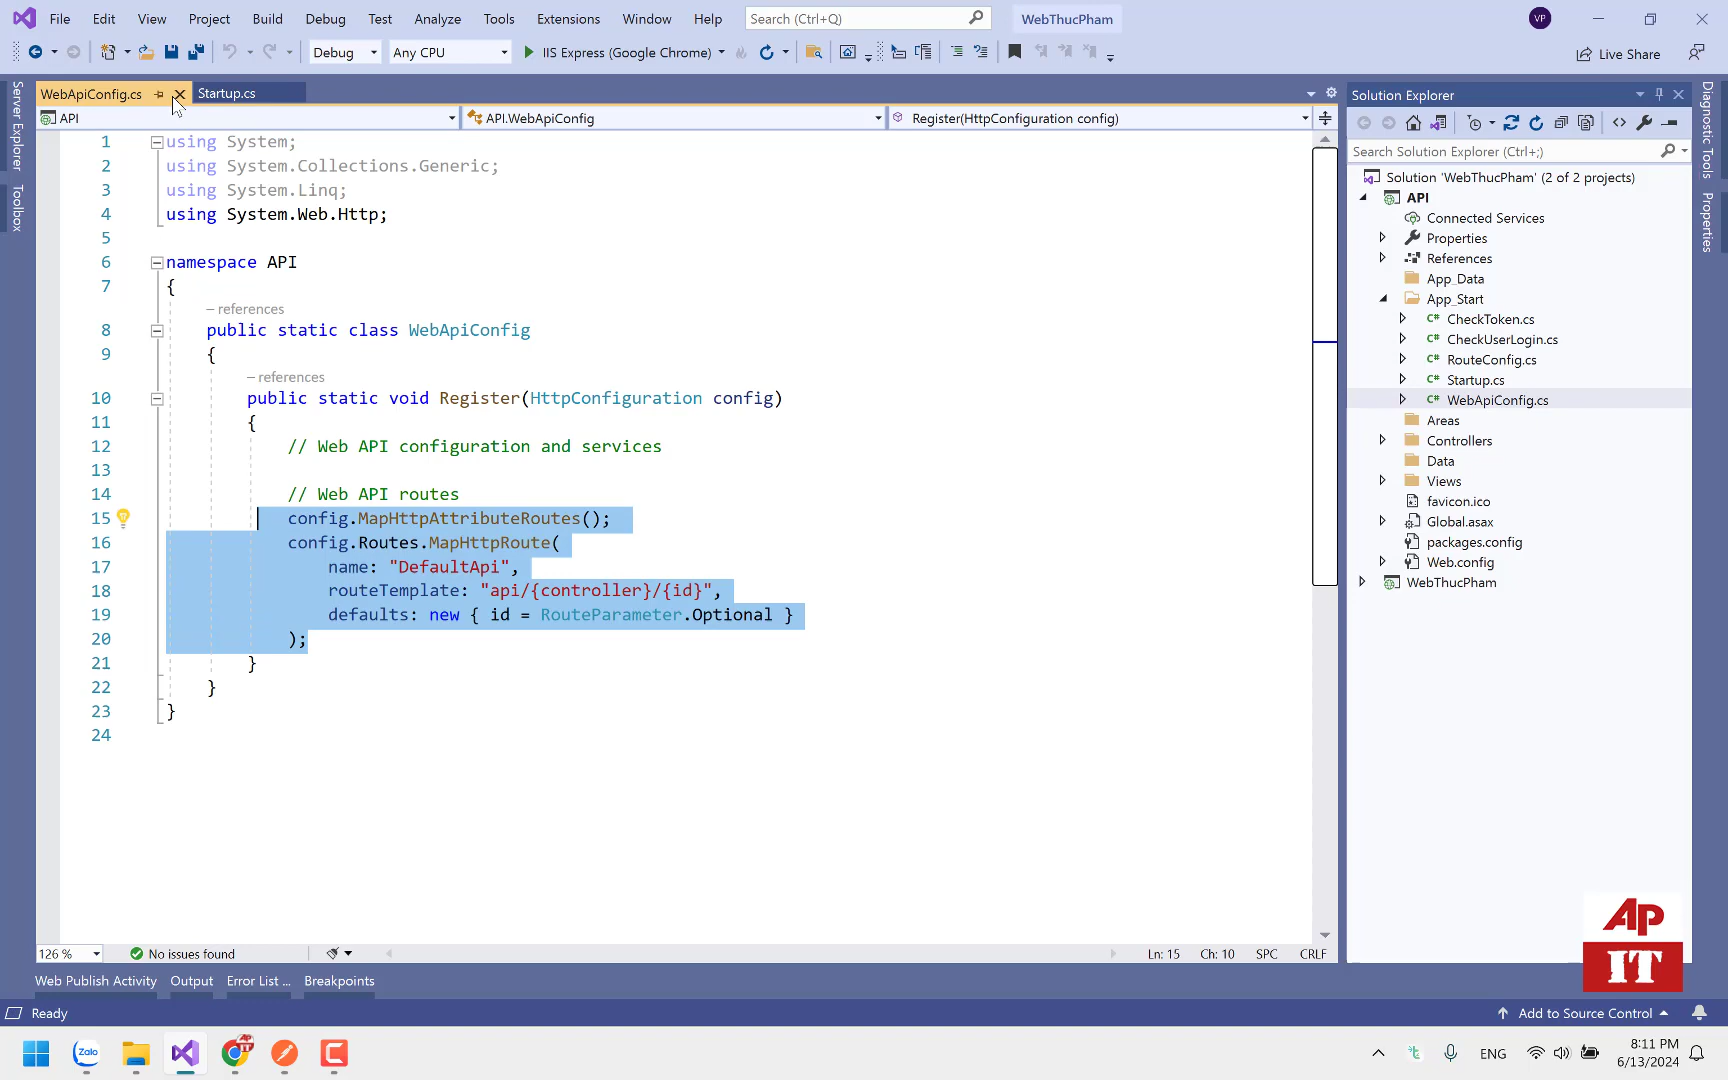 File Edit View Project Build Debug Test Analyze Tools Extensions Window Help Search (Ctrl+Q) WebThucPham VP
Debug Any CPU IIS Express (Google Chrome) Live Share
WebApiConfig.cs Startup.cs
API API.WebApiConfig Register(HttpConfiguration config)
1 using System;
2 using System.Collections.Generic;
3 using System.Linq;
4 using System.Web.Http;
5
6 namespace API
7 {
– references
8 public static class WebApiConfig
9 {
– references
10 public static void Register(HttpConfiguration config)
11 {
12 // Web API configuration and services
13
14 // Web API routes
15 config.MapHttpAttributeRoutes();
16 config.Routes.MapHttpRoute(
17 name: "DefaultApi",
18 routeTemplate: "api/{controller}/{id}",
19 defaults: new { id = RouteParameter.Optional }
20 );
21 }
22 }
23 }
24
126 % No issues found Ln: 15 Ch: 10 SPC CRLF
Server Explorer
Toolbox
Solution Explorer
Search Solution Explorer (Ctrl+;)
Solution 'WebThucPham' (2 of 2 projects)
API
Connected Services
Properties
References
App_Data
App_Start
C# CheckToken.cs
C# CheckUserLogin.cs
C# RouteConfig.cs
C# Startup.cs
C# WebApiConfig.cs
Areas
Controllers
Data
Views
favicon.ico
Global.asax
packages.config
Web.config
WebThucPham
Diagnostic Tools
Properties
AP
IT
Web Publish Activity Output Error List ... Breakpoints
Ready Add to Source Control
Zalo AP IT ENG 8:11 PM
6/13/2024